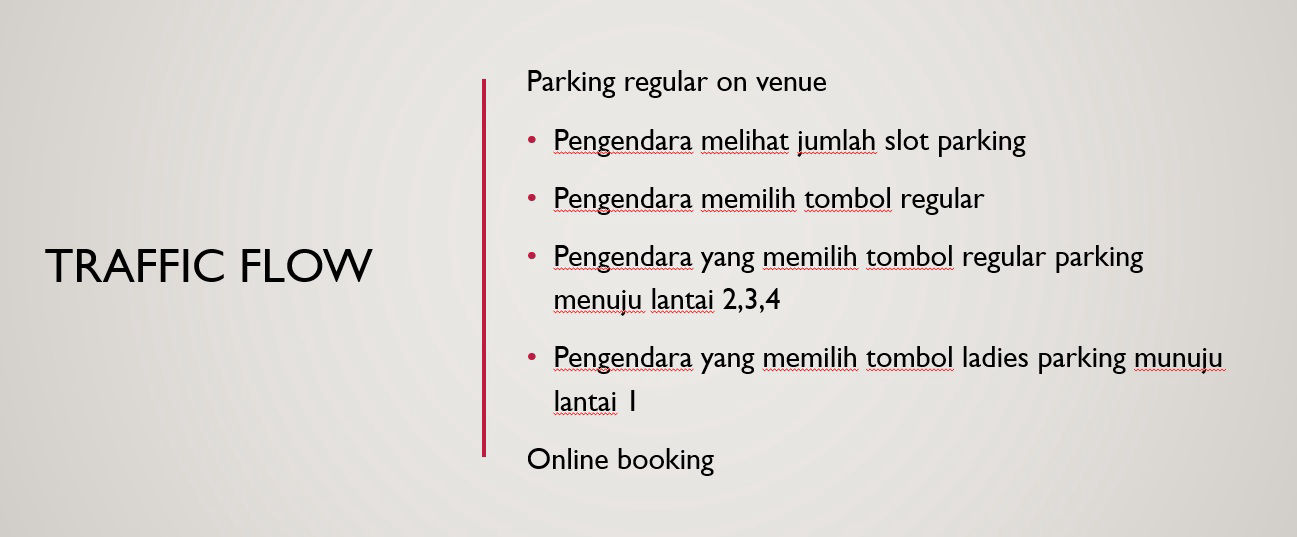 TRAFFIC FLOW
Parking regular on venue
• Pengendara melihat jumlah slot parking
• Pengendara memilih tombol regular
• Pengendara yang memilih tombol regular parking
menuju lantai 2,3,4
• Pengendara yang memilih tombol ladies parking munuju
lantai 1
Online booking